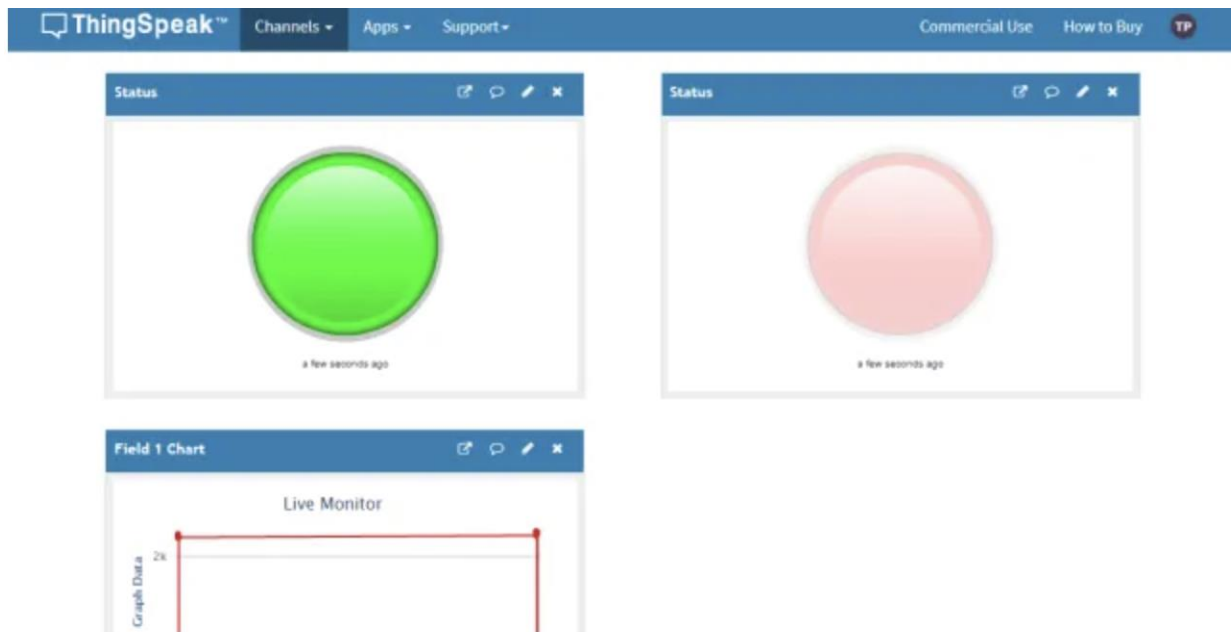 ThingSpeak™ Channels Apps Support Commercial Use How to Buy TP
Status
Status
a few seconds ago
a few seconds ago
Field 1 Chart
Live Monitor
2k
Graph Data